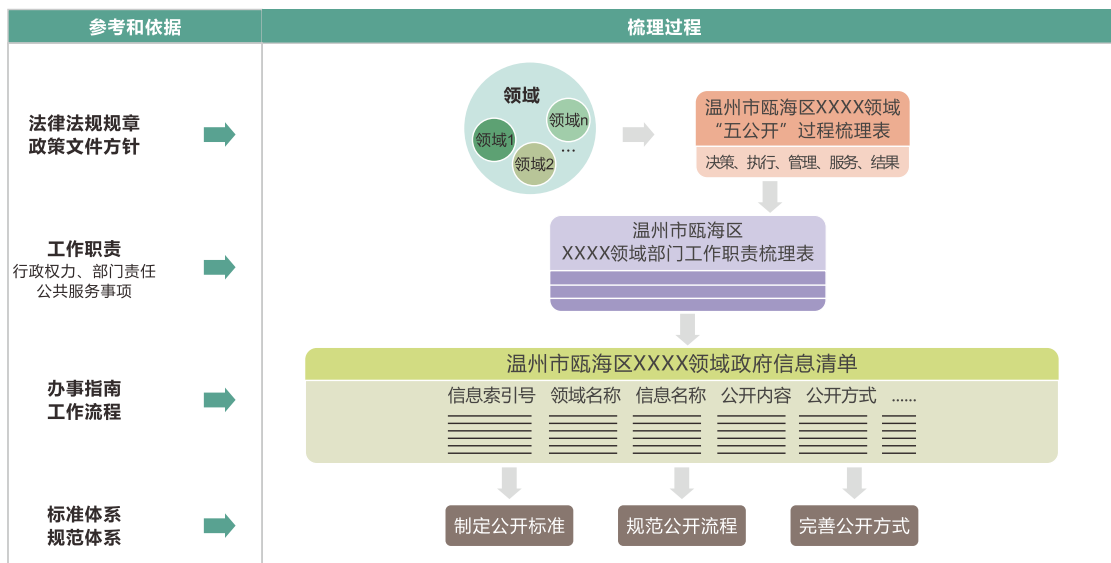 参考和依据
梳理过程
法律法规规章
政策文件方针
领域
领域1
领域2
领域n
...
温州市瓯海区XXXX领域
“五公开”过程梳理表
决策、执行、管理、服务、结果
工作职责
行政权力、部门责任
公共服务事项
温州市瓯海区
XXXX领域部门工作职责梳理表
办事指南
工作流程
温州市瓯海区XXXX领域政府信息清单
信息索引号 领域名称 信息名称 公开内容 公开方式 ......
标准体系
规范体系
制定公开标准
规范公开流程
完善公开方式